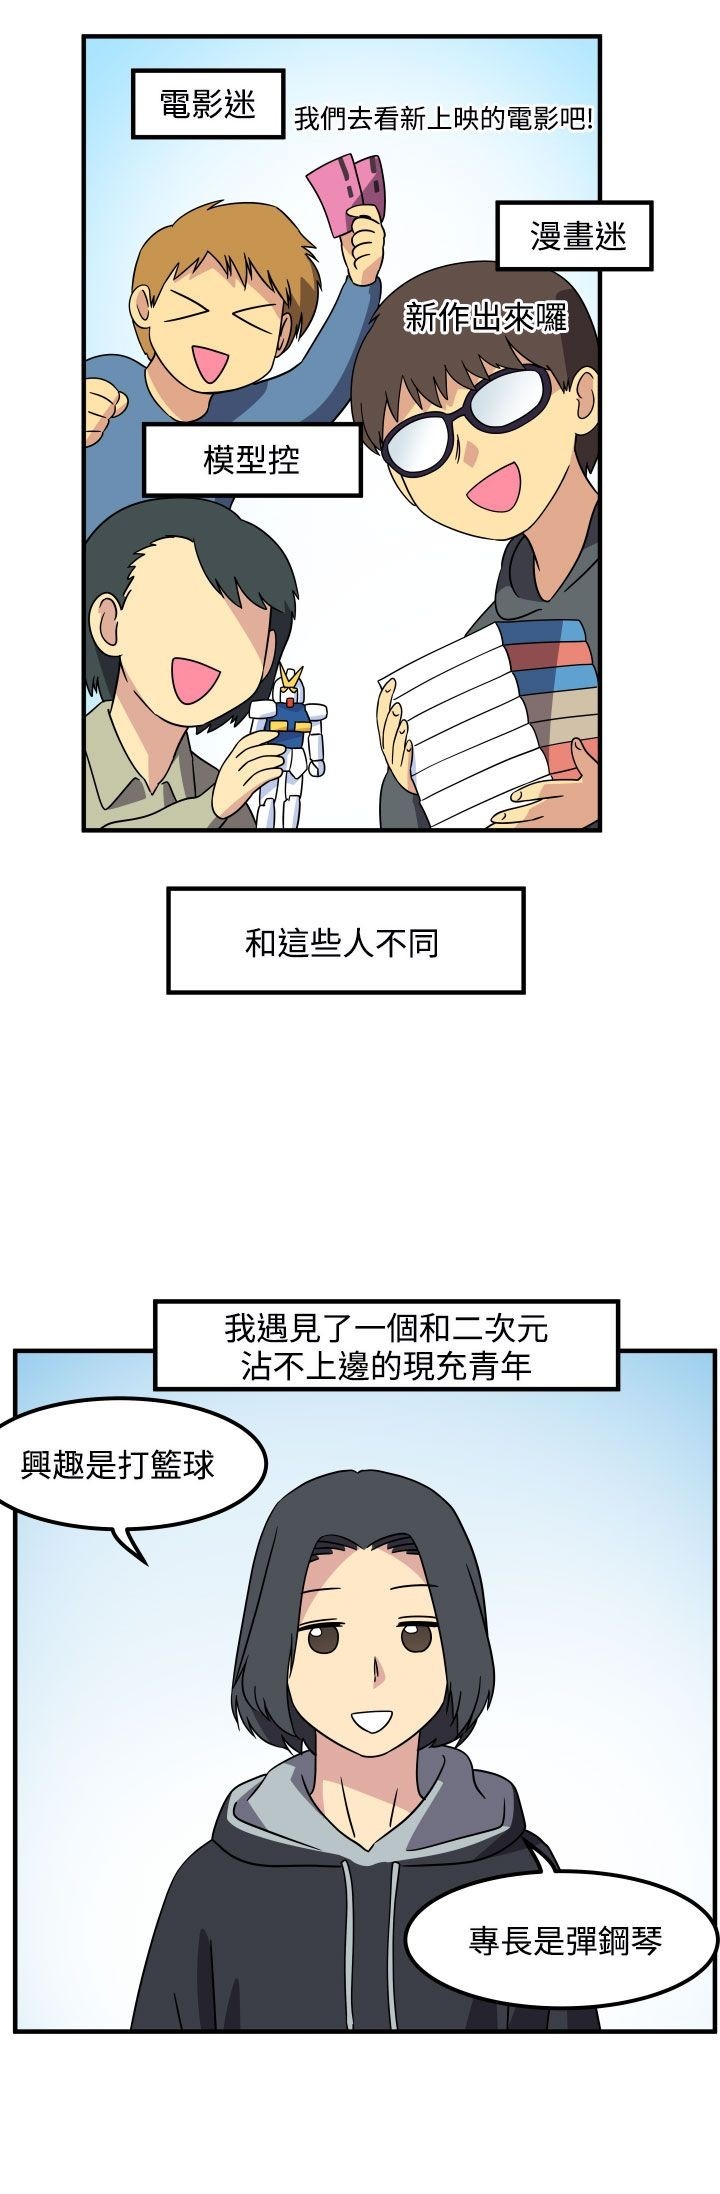 電影迷
我們去看新上映的電影吧!
漫畫迷
新作出來囉
模型控
和這些人不同
我遇見了一個和二次元
沾不上邊的現充青年
興趣是打籃球
專長是彈鋼琴